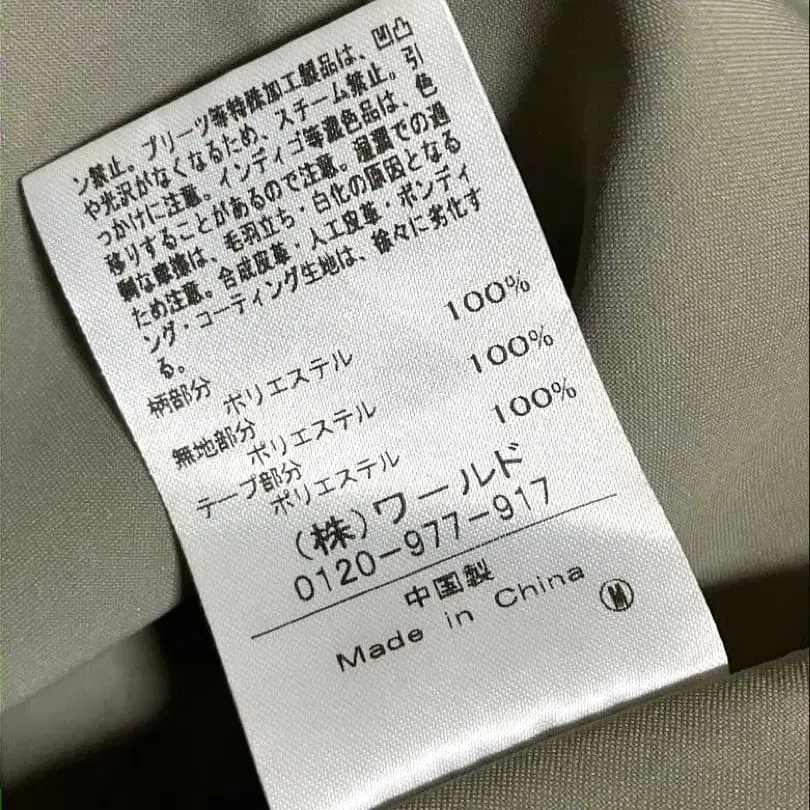 ン禁止。プリーツ等特殊加工製品は、凹凸
や光沢がなくなるため、スチーム禁止。引
っかけに注意。インディゴ等濃色品は、色
移りすることがあるので注意。湿潤での過
剰な摩擦は、毛羽立ち・白化の原因となる
ため注意。合成皮革・人工皮革・ボンディ
ング・コーティング生地は、徐々に劣化す
る。
柄部分
ポリエステル 100%
無地部分
ポリエステル 100%
テープ部分
ポリエステル 100%
(株)ワールド
0120-977-917
中国製
Made in China
M